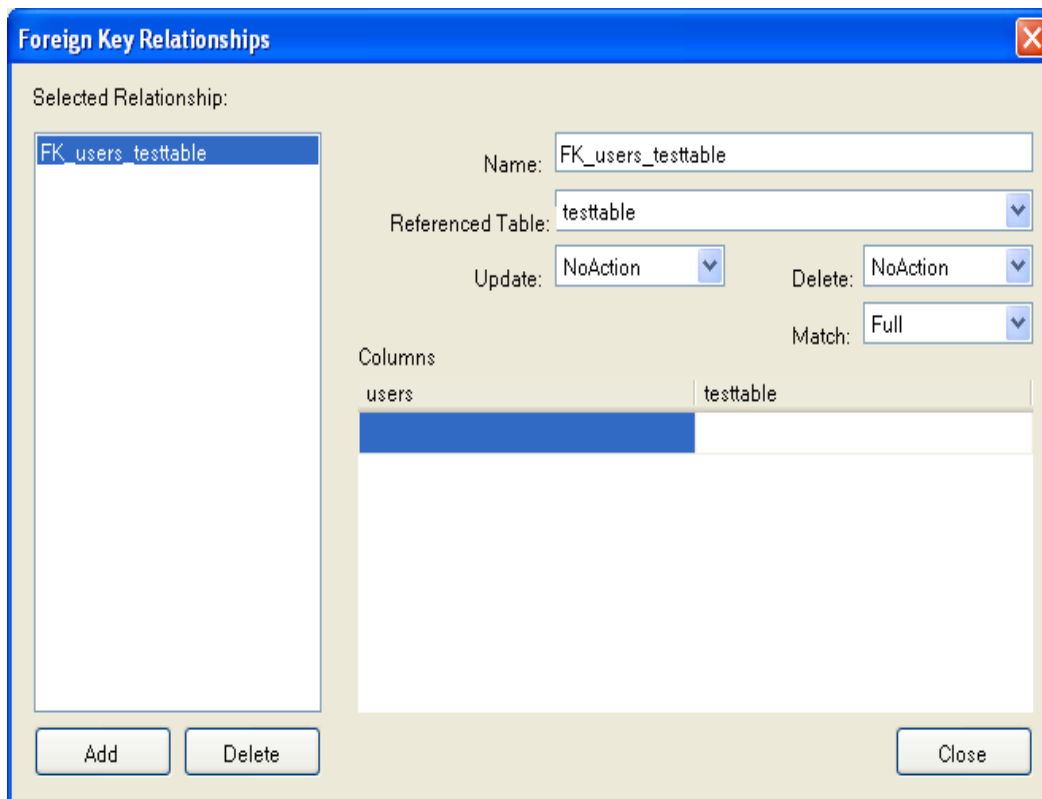 Foreign Key Relationships
Selected Relationship:
FK_users_testtable
Name: FK_users_testtable
Referenced Table: testtable
Update: NoAction Delete: NoAction
Match: Full
Columns
users testtable
Add Delete Close